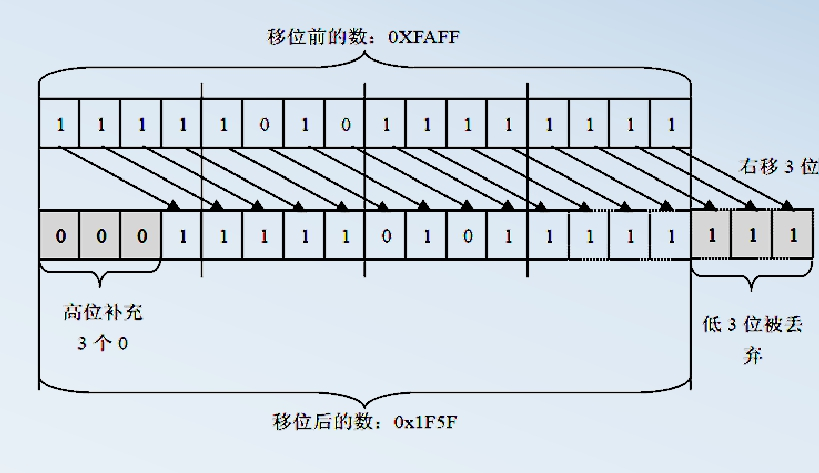 移位前的数：0XFAFF
1 1 1 1 1 0 1 0 1 1 1 1 1 1 1 1
右移 3 位
0 0 0 1 1 1 1 1 0 1 0 1 1 1 1 1 1 1 1
高位补充
3 个 0
低 3 位被丢
弃
移位后的数：0x1F5F